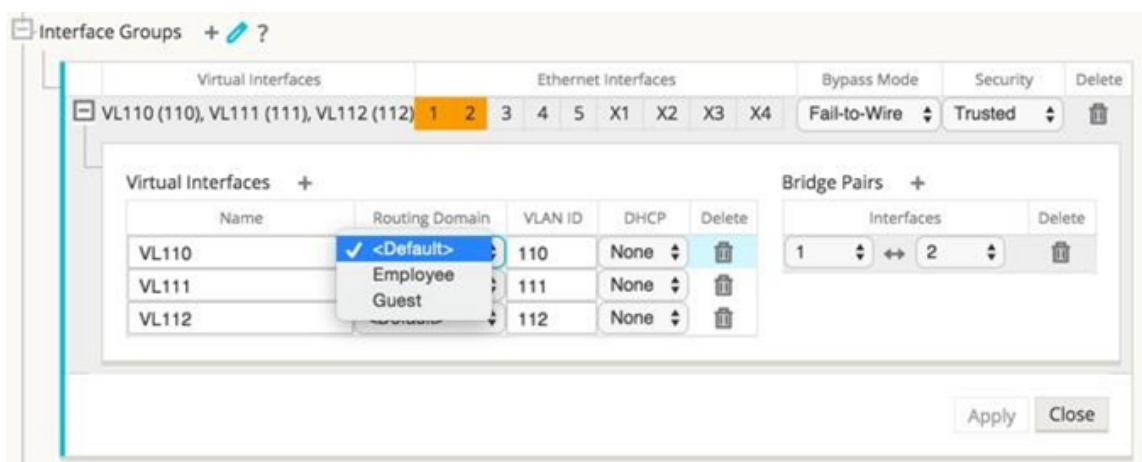 Interface Groups + ?
Virtual Interfaces Ethernet Interfaces Bypass Mode Security Delete
VL110 (110), VL111 (111), VL112 (112) 1 2 3 4 5 X1 X2 X3 X4 Fail-to-Wire Trusted
Virtual Interfaces + Bridge Pairs +
Name Routing Domain VLAN ID DHCP Delete Interfaces Delete
VL110 ✓ <Default> 110 None 1 ↔ 2
Employee
VL111 111 None
Guest
VL112 <Default> 112 None
Apply Close